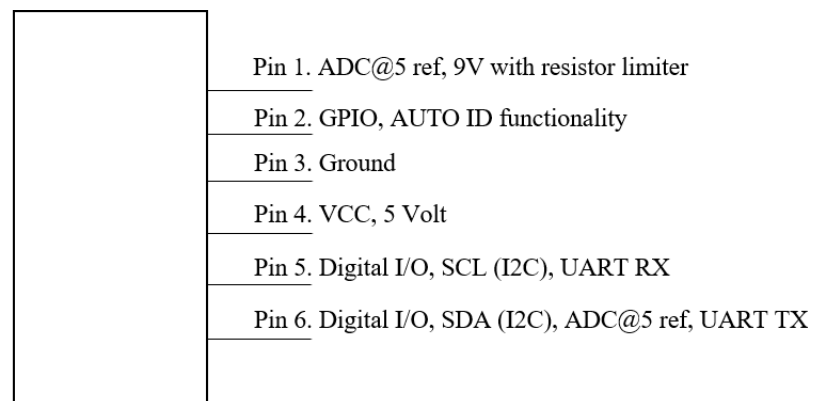 Pin 1. ADC@5 ref, 9V with resistor limiter
Pin 2. GPIO, AUTO ID functionality
Pin 3. Ground
Pin 4. VCC, 5 Volt
Pin 5. Digital I/O, SCL (I2C), UART RX
Pin 6. Digital I/O, SDA (I2C), ADC@5 ref, UART TX